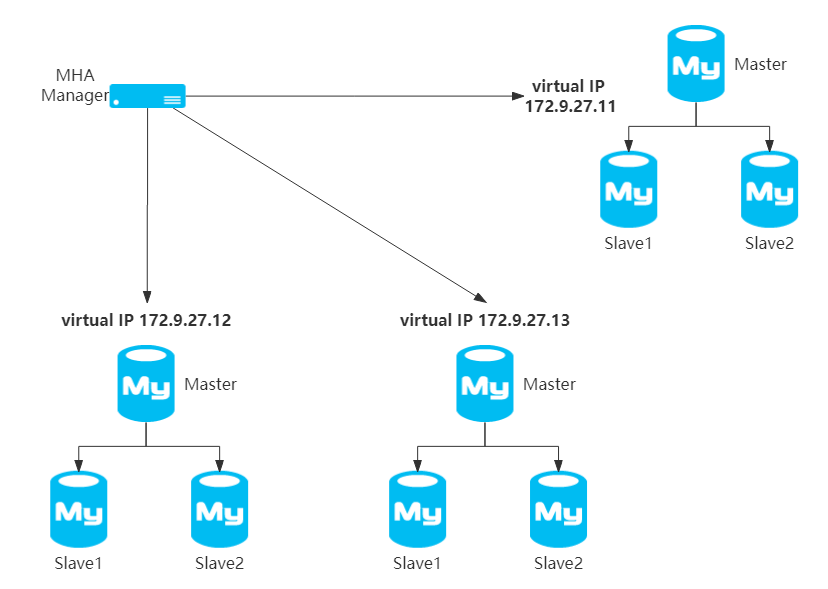 MHA
Manager
virtual IP
172.9.27.11
My
Master
My
My
Slave1
Slave2
virtual IP 172.9.27.12
virtual IP 172.9.27.13
My
Master
My
Master
My
My
My
My
Slave1
Slave2
Slave1
Slave2